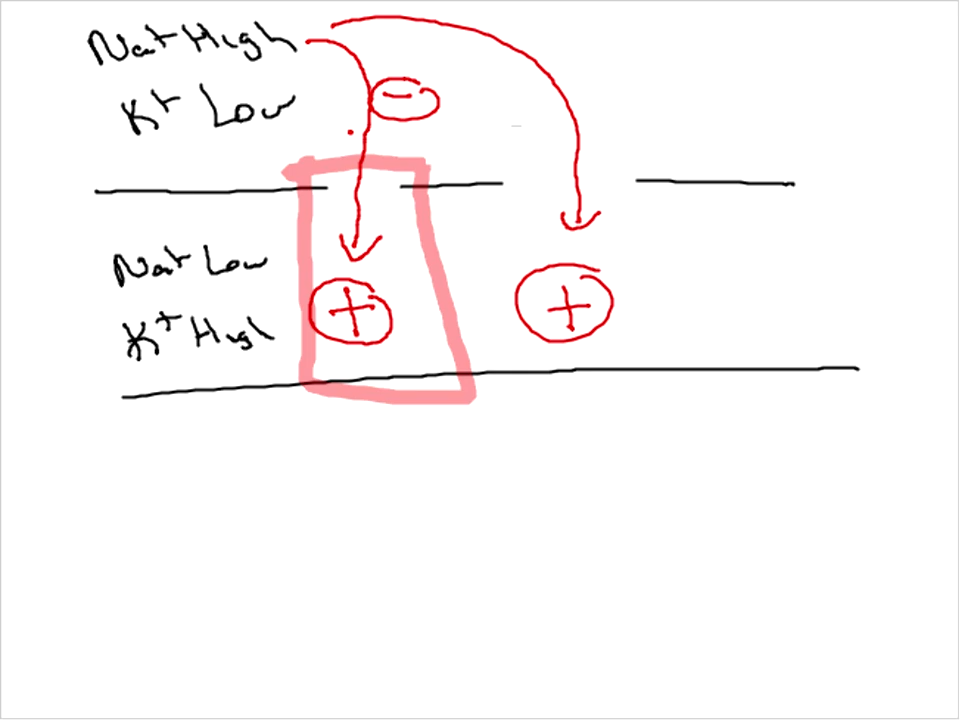 Na+ High
K+ Low
−
Na+ Low
K+ High
+
+